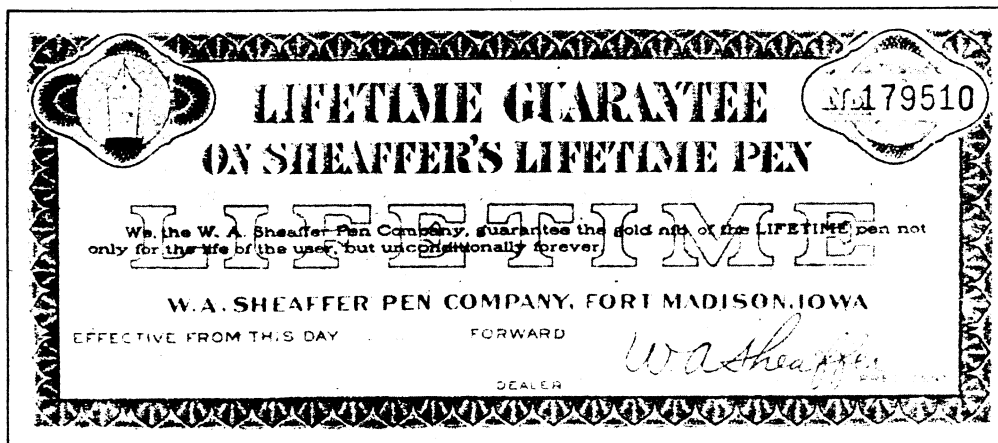 LIFETIME GUARANTEE
No. 179510
ON SHEAFFER'S LIFETIME PEN
LIFETIME
We, the W. A. Sheaffer Pen Company, guarantee the gold nib of the LIFETIME pen not
only for the life of the user, but unconditionally forever.
W.A. SHEAFFER PEN COMPANY, FORT MADISON, IOWA
EFFECTIVE FROM THIS DAY FORWARD
W A Sheaffer
DEALER